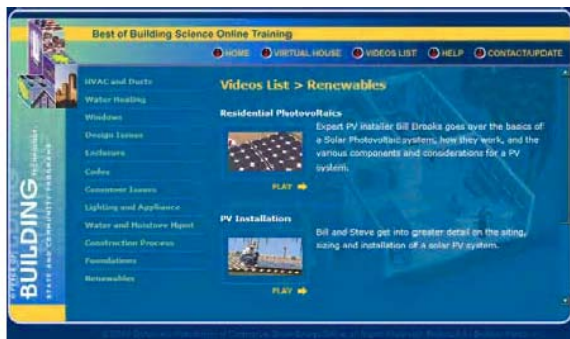 Best of Building Science Online Training
HOME VIRTUAL HOUSE VIDEOS LIST HELP CONTACT/UPDATE
HVAC and Ducts
Water Heating
Windows
Design Issues
Enclosure
Codes
Consumer Issues
Lighting and Appliance
Water and Moisture Mgmt
Construction Process
Foundations
Renewables
Videos List > Renewables
Residential Photovoltaics
Expert PV installer Bill Brooks goes over the basics of
a Solar Photovoltaic system, how they work, and the
various components and considerations for a PV
system.
PLAY
PV Installation
Bill and Steve get into greater detail on the siting,
sizing and installation of a solar PV system.
PLAY
BUILDING
STATE AND COMMUNITY PROGRAMS